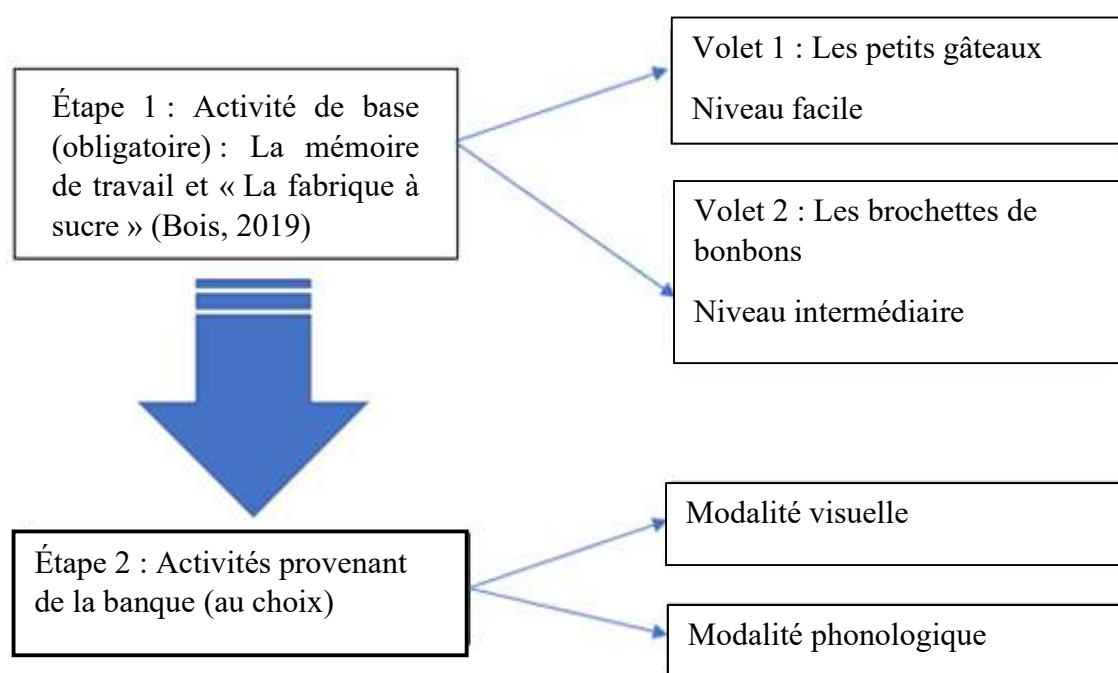 Étape 1 : Activité de base
(obligatoire) : La mémoire
de travail et « La fabrique à
sucre » (Bois, 2019)
Volet 1 : Les petits gâteaux
Niveau facile
Volet 2 : Les brochettes de
bonbons
Niveau intermédiaire
Étape 2 : Activités provenant
de la banque (au choix)
Modalité visuelle
Modalité phonologique